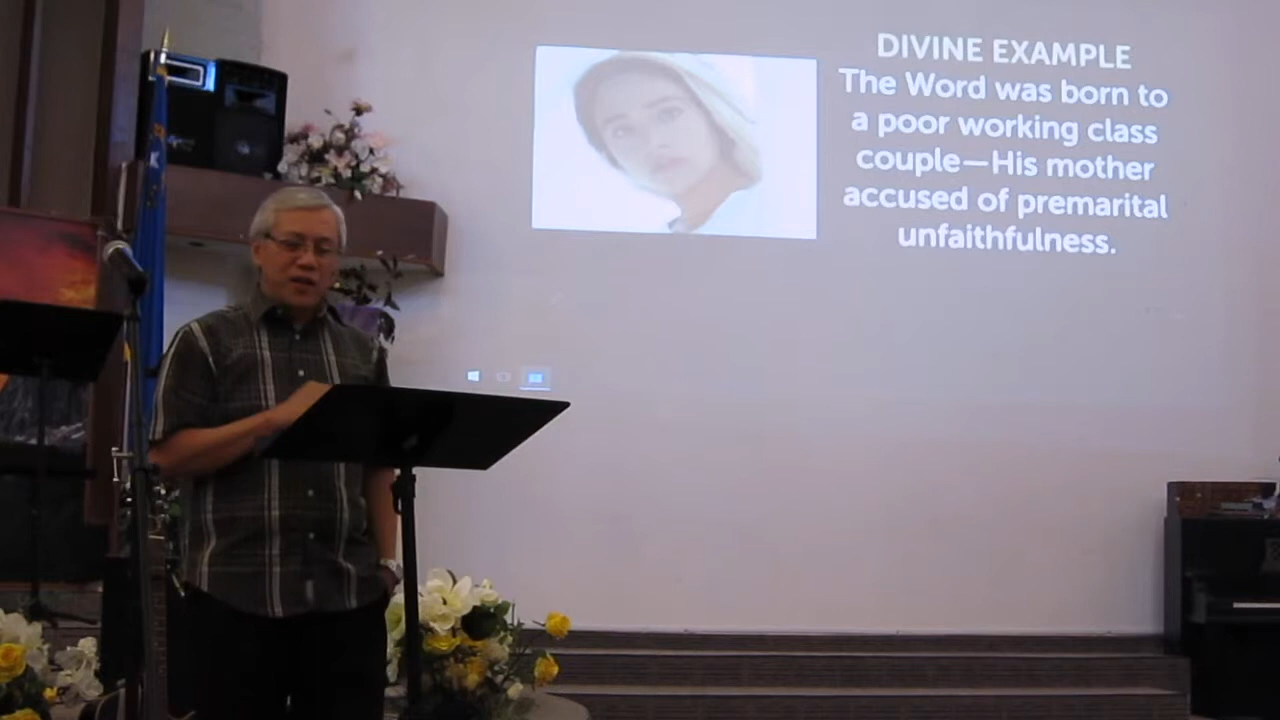 DIVINE EXAMPLE
The Word was born to
a poor working class
couple—His mother
accused of premarital
unfaithfulness.